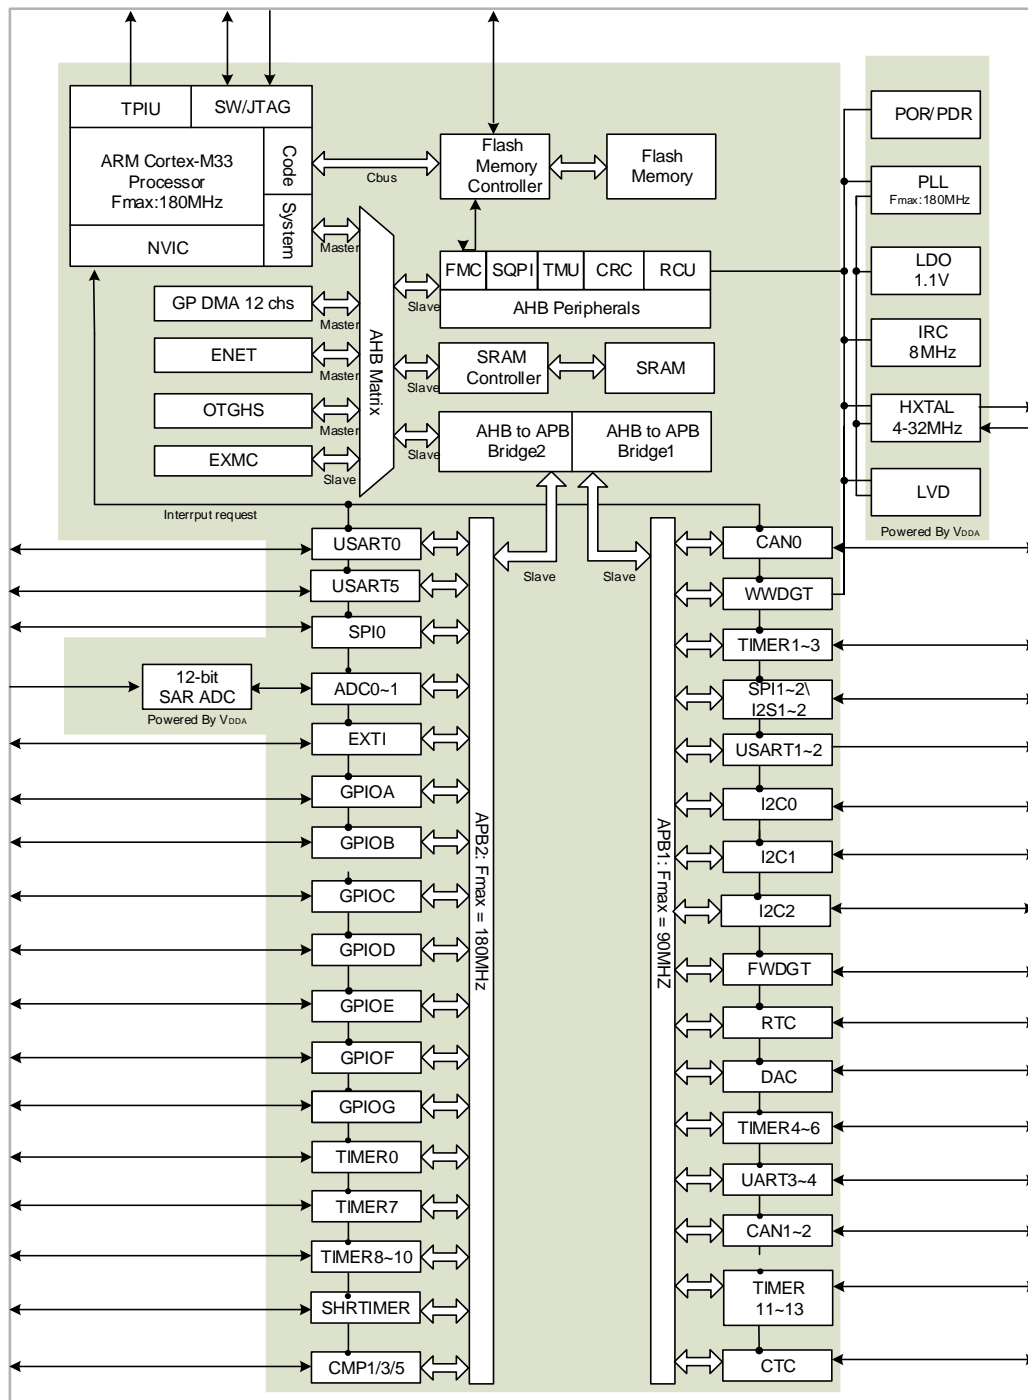 TPIU
SW/JTAG
ARM Cortex-M33
Processor
Fmax:180MHz
Code
System
NVIC
Cbus
Flash
Memory
Controller
Flash
Memory
POR/PDR
PLL
Fmax:180MHz
LDO
1.1V
IRC
8MHz
HXTAL
4-32MHz
LVD
Powered By VDDA
Master
FMC
SQPI
TMU
CRC
RCU
AHB Peripherals
Slave
GP DMA 12 chs
Master
AHB Matrix
ENET
Master
SRAM
Controller
SRAM
Slave
OTGHS
Master
AHB to APB
Bridge2
AHB to APB
Bridge1
Slave
EXMC
Slave
Interrput request
Slave
Slave
USART0
USART5
SPI0
12-bit
SAR ADC
Powered By VDDA
ADC0~1
EXTI
GPIOA
GPIOB
GPIOC
GPIOD
GPIOE
GPIOF
GPIOG
TIMER0
TIMER7
TIMER8~10
SHRTIMER
CMP1/3/5
APB2: Fmax = 180MHz
APB1: Fmax = 90MHZ
CAN0
WWDGT
TIMER1~3
SPI1~2\
I2S1~2
USART1~2
I2C0
I2C1
I2C2
FWDGT
RTC
DAC
TIMER4~6
UART3~4
CAN1~2
TIMER
11~13
CTC